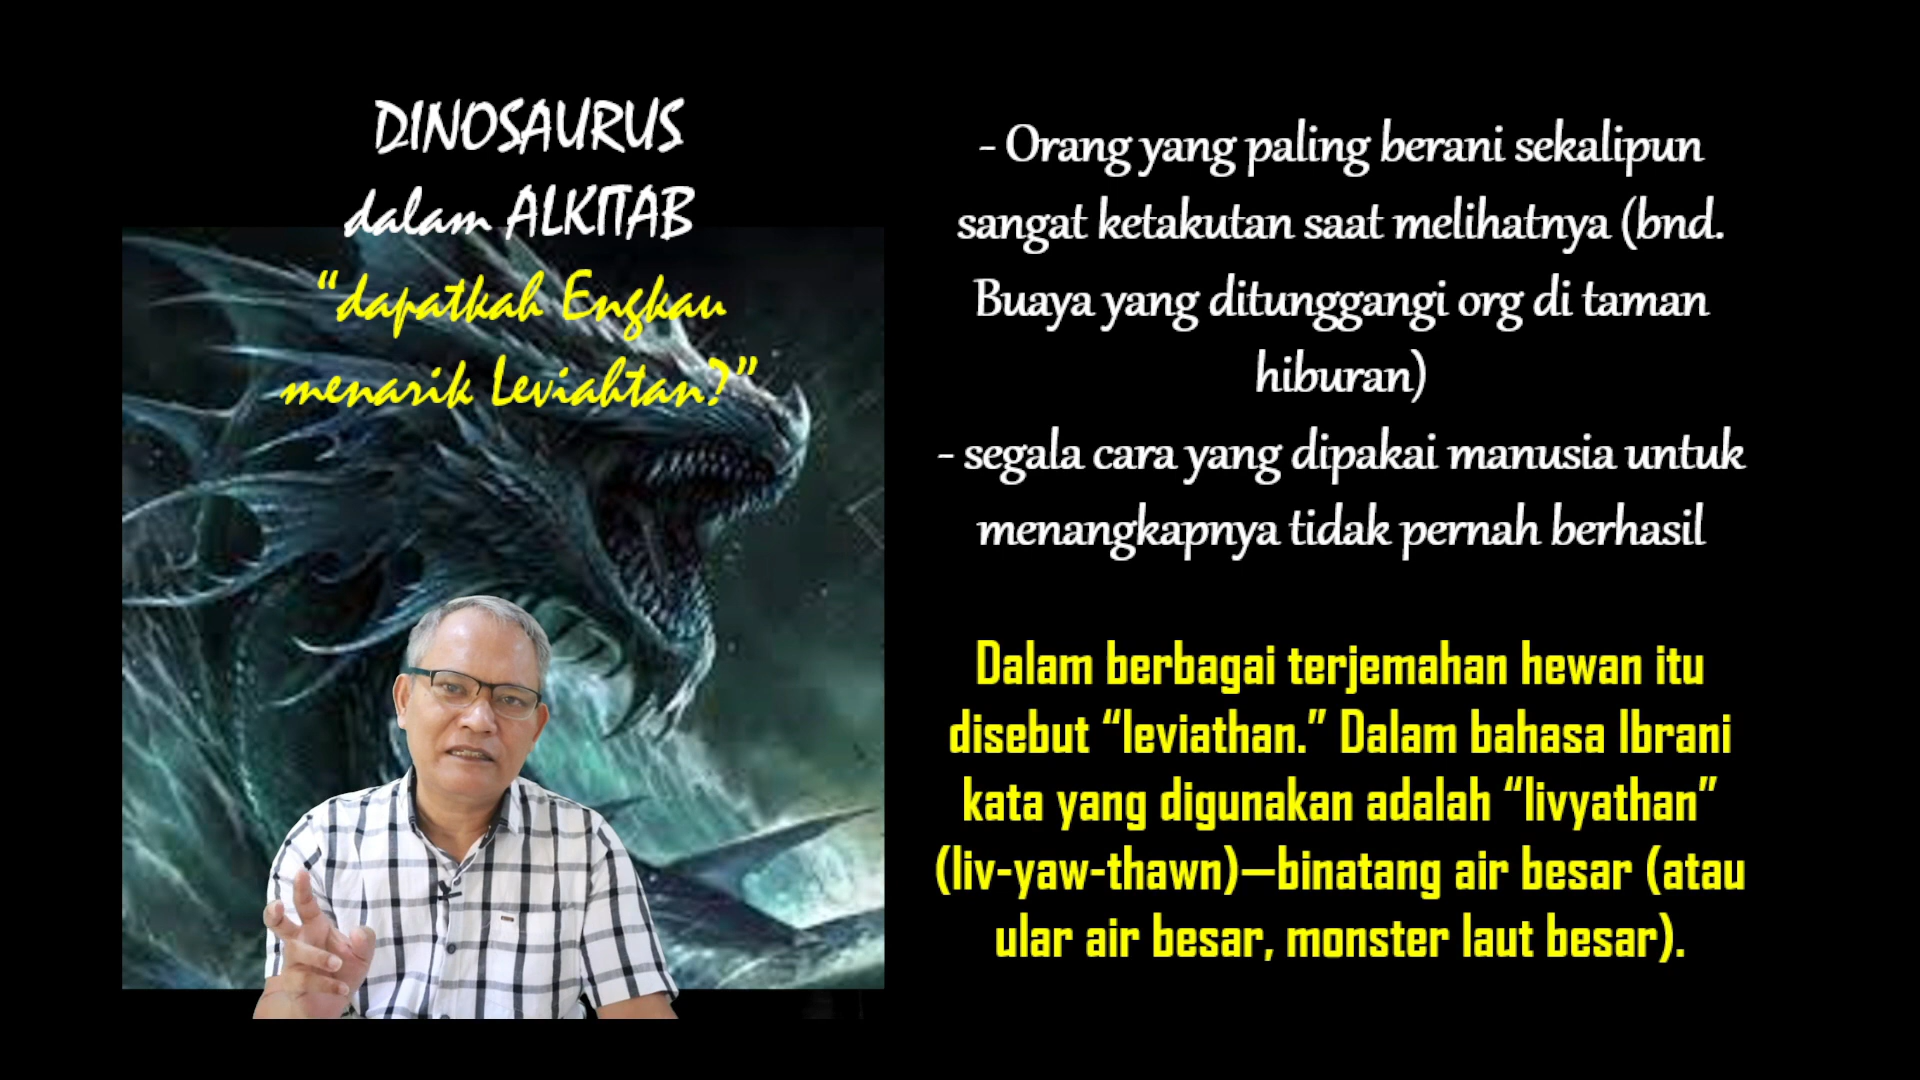 DINOSAURUS
dalam ALKITAB
“dapatkah Engkau
menarik Leviahtan?”
- Orang yang paling berani sekalipun
sangat ketakutan saat melihatnya (bnd.
Buaya yang ditunggangi org di taman
hiburan)
- segala cara yang dipakai manusia untuk
menangkapnya tidak pernah berhasil
Dalam berbagai terjemahan hewan itu
disebut “leviathan.” Dalam bahasa Ibrani
kata yang digunakan adalah “livyathan”
(liv-yaw-thawn)—binatang air besar (atau
ular air besar, monster laut besar).